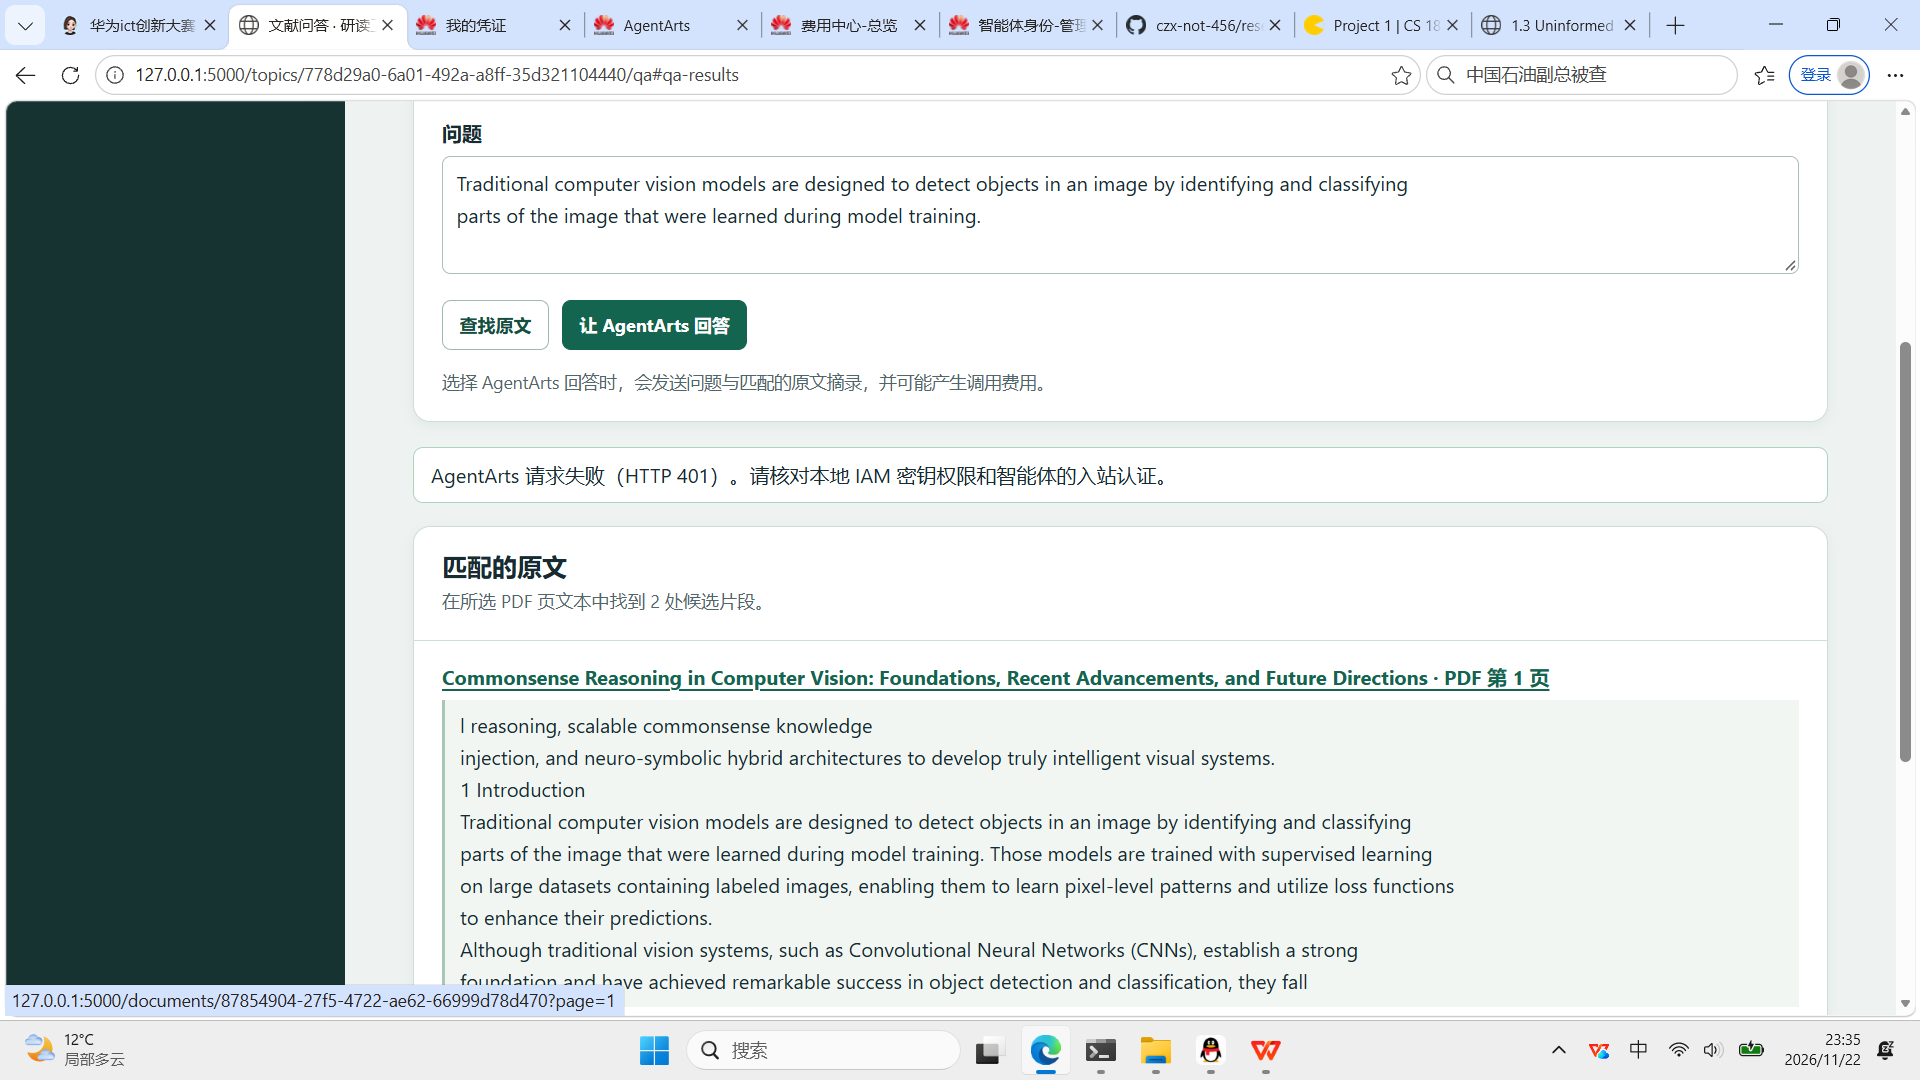 华为ict创新大赛
文献问答 · 研读
我的凭证
AgentArts
费用中心-总览
智能体身份-管理
czx-not-456/res
Project 1 | CS 18
1.3 Uninformed
127.0.0.1:5000/topics/778d29a0-6a01-492a-a8ff-35d321104440/qa#qa-results
中国石油副总被查
登录
问题
Traditional computer vision models are designed to detect objects in an image by identifying and classifying
parts of the image that were learned during model training.
查找原文
让 AgentArts 回答
选择 AgentArts 回答时，会发送问题与匹配的原文摘录，并可能产生调用费用。
AgentArts 请求失败（HTTP 401）。请核对本地 IAM 密钥权限和智能体的入站认证。
匹配的原文
在所选 PDF 页文本中找到 2 处候选片段。
Commonsense Reasoning in Computer Vision: Foundations, Recent Advancements, and Future Directions · PDF 第 1 页
l reasoning, scalable commonsense knowledge
injection, and neuro-symbolic hybrid architectures to develop truly intelligent visual systems.
1 Introduction
Traditional computer vision models are designed to detect objects in an image by identifying and classifying
parts of the image that were learned during model training. Those models are trained with supervised learning
on large datasets containing labeled images, enabling them to learn pixel-level patterns and utilize loss functions
to enhance their predictions.
Although traditional vision systems, such as Convolutional Neural Networks (CNNs), establish a strong
foundation and have achieved remarkable success in object detection and classification, they fall
127.0.0.1:5000/documents/87854904-27f5-4722-ae62-66999d78d470?page=1
12°C
局部多云
搜索
中
23:35
2026/11/22